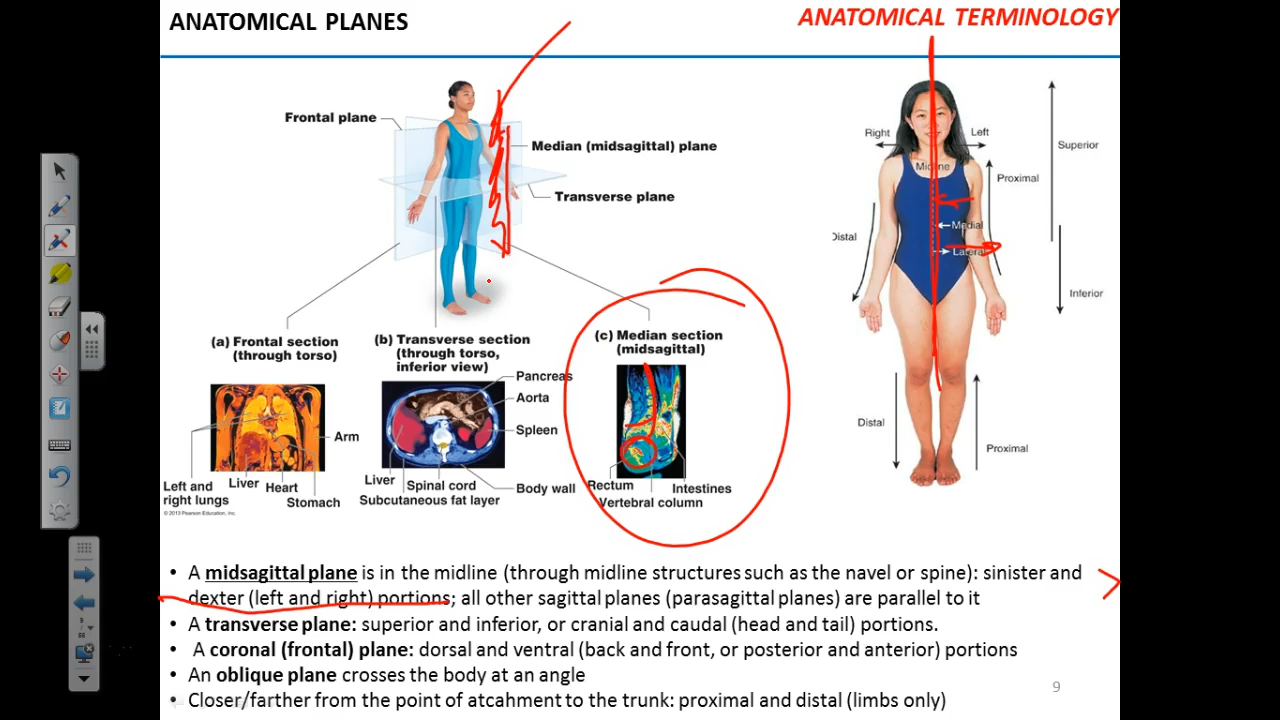 ANATOMICAL PLANES
ANATOMICAL TERMINOLOGY
Frontal plane
Median (midsagittal) plane
Transverse plane
(a) Frontal section
(through torso)
(b) Transverse section
(through torso,
inferior view)
(c) Median section
(midsagittal)
Left and
right lungs
Liver
Heart
Stomach
Arm
© 2013 Pearson Education, Inc.
Pancreas
Aorta
Spleen
Liver
Spinal cord
Subcutaneous fat layer
Body wall
Rectum
Vertebral column
Intestines
Right
Left
Midline
Superior
Proximal
Medial
Lateral
Distal
Inferior
Distal
Proximal
• A midsagittal plane is in the midline (through midline structures such as the navel or spine): sinister and
dexter (left and right) portions; all other sagittal planes (parasagittal planes) are parallel to it
• A transverse plane: superior and inferior, or cranial and caudal (head and tail) portions.
• A coronal (frontal) plane: dorsal and ventral (back and front, or posterior and anterior) portions
• An oblique plane crosses the body at an angle
• Closer/farther from the point of atcahment to the trunk: proximal and distal (limbs only)
9